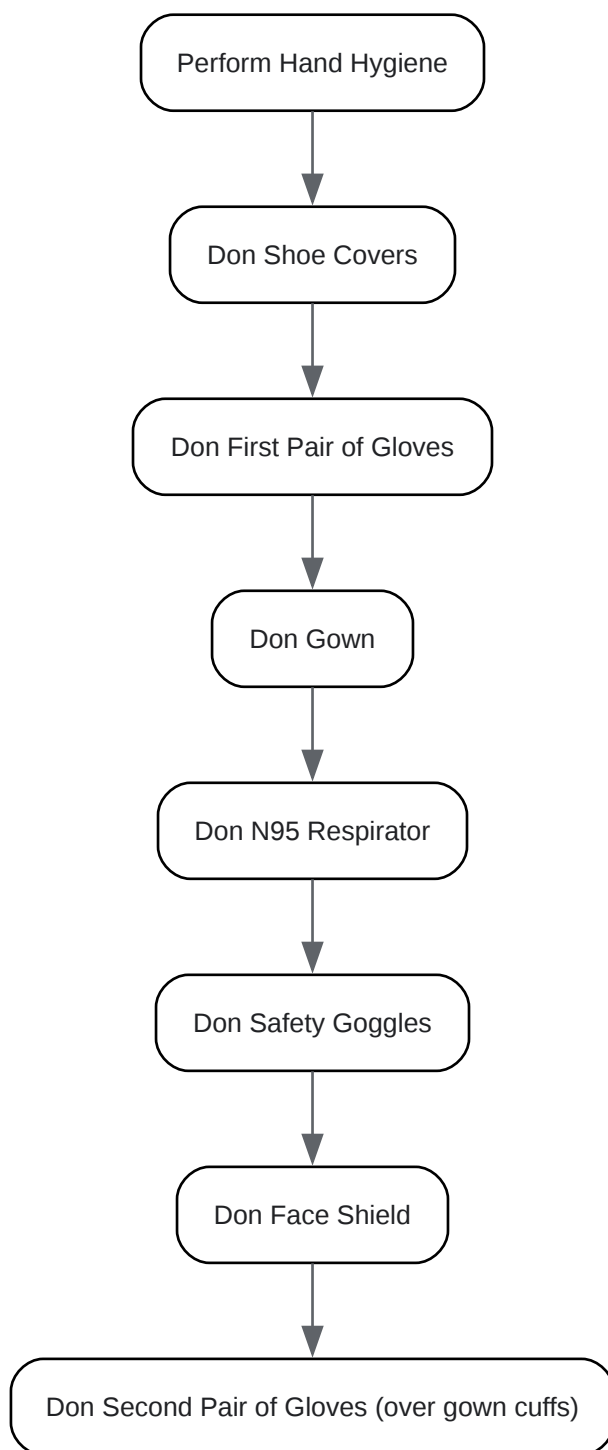 Perform Hand Hygiene
Don Shoe Covers
Don First Pair of Gloves
Don Gown
Don N95 Respirator
Don Safety Goggles
Don Face Shield
Don Second Pair of Gloves (over gown cuffs)